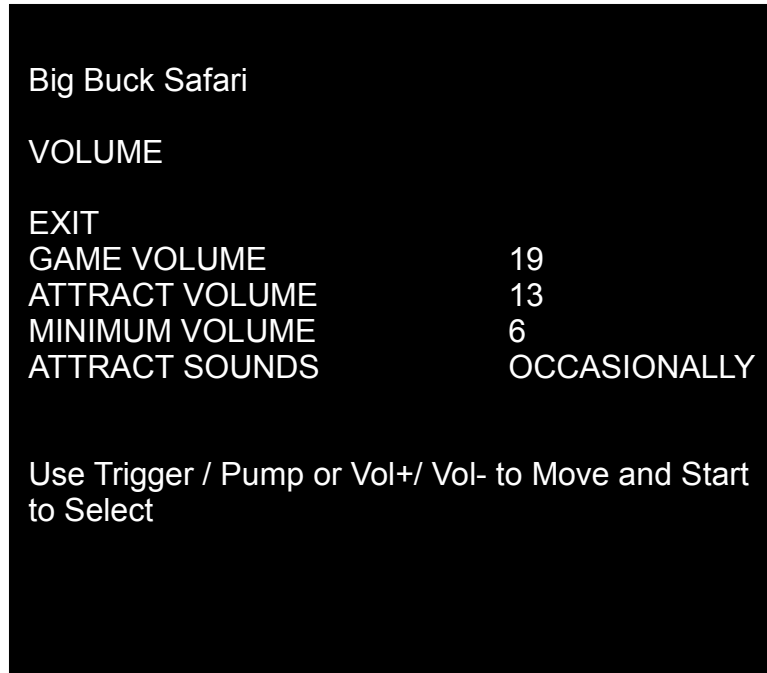 Big Buck Safari
VOLUME
EXIT
GAME VOLUME 19
ATTRACT VOLUME 13
MINIMUM VOLUME 6
ATTRACT SOUNDS OCCASIONALLY
Use Trigger / Pump or Vol+/ Vol- to Move and Start
to Select